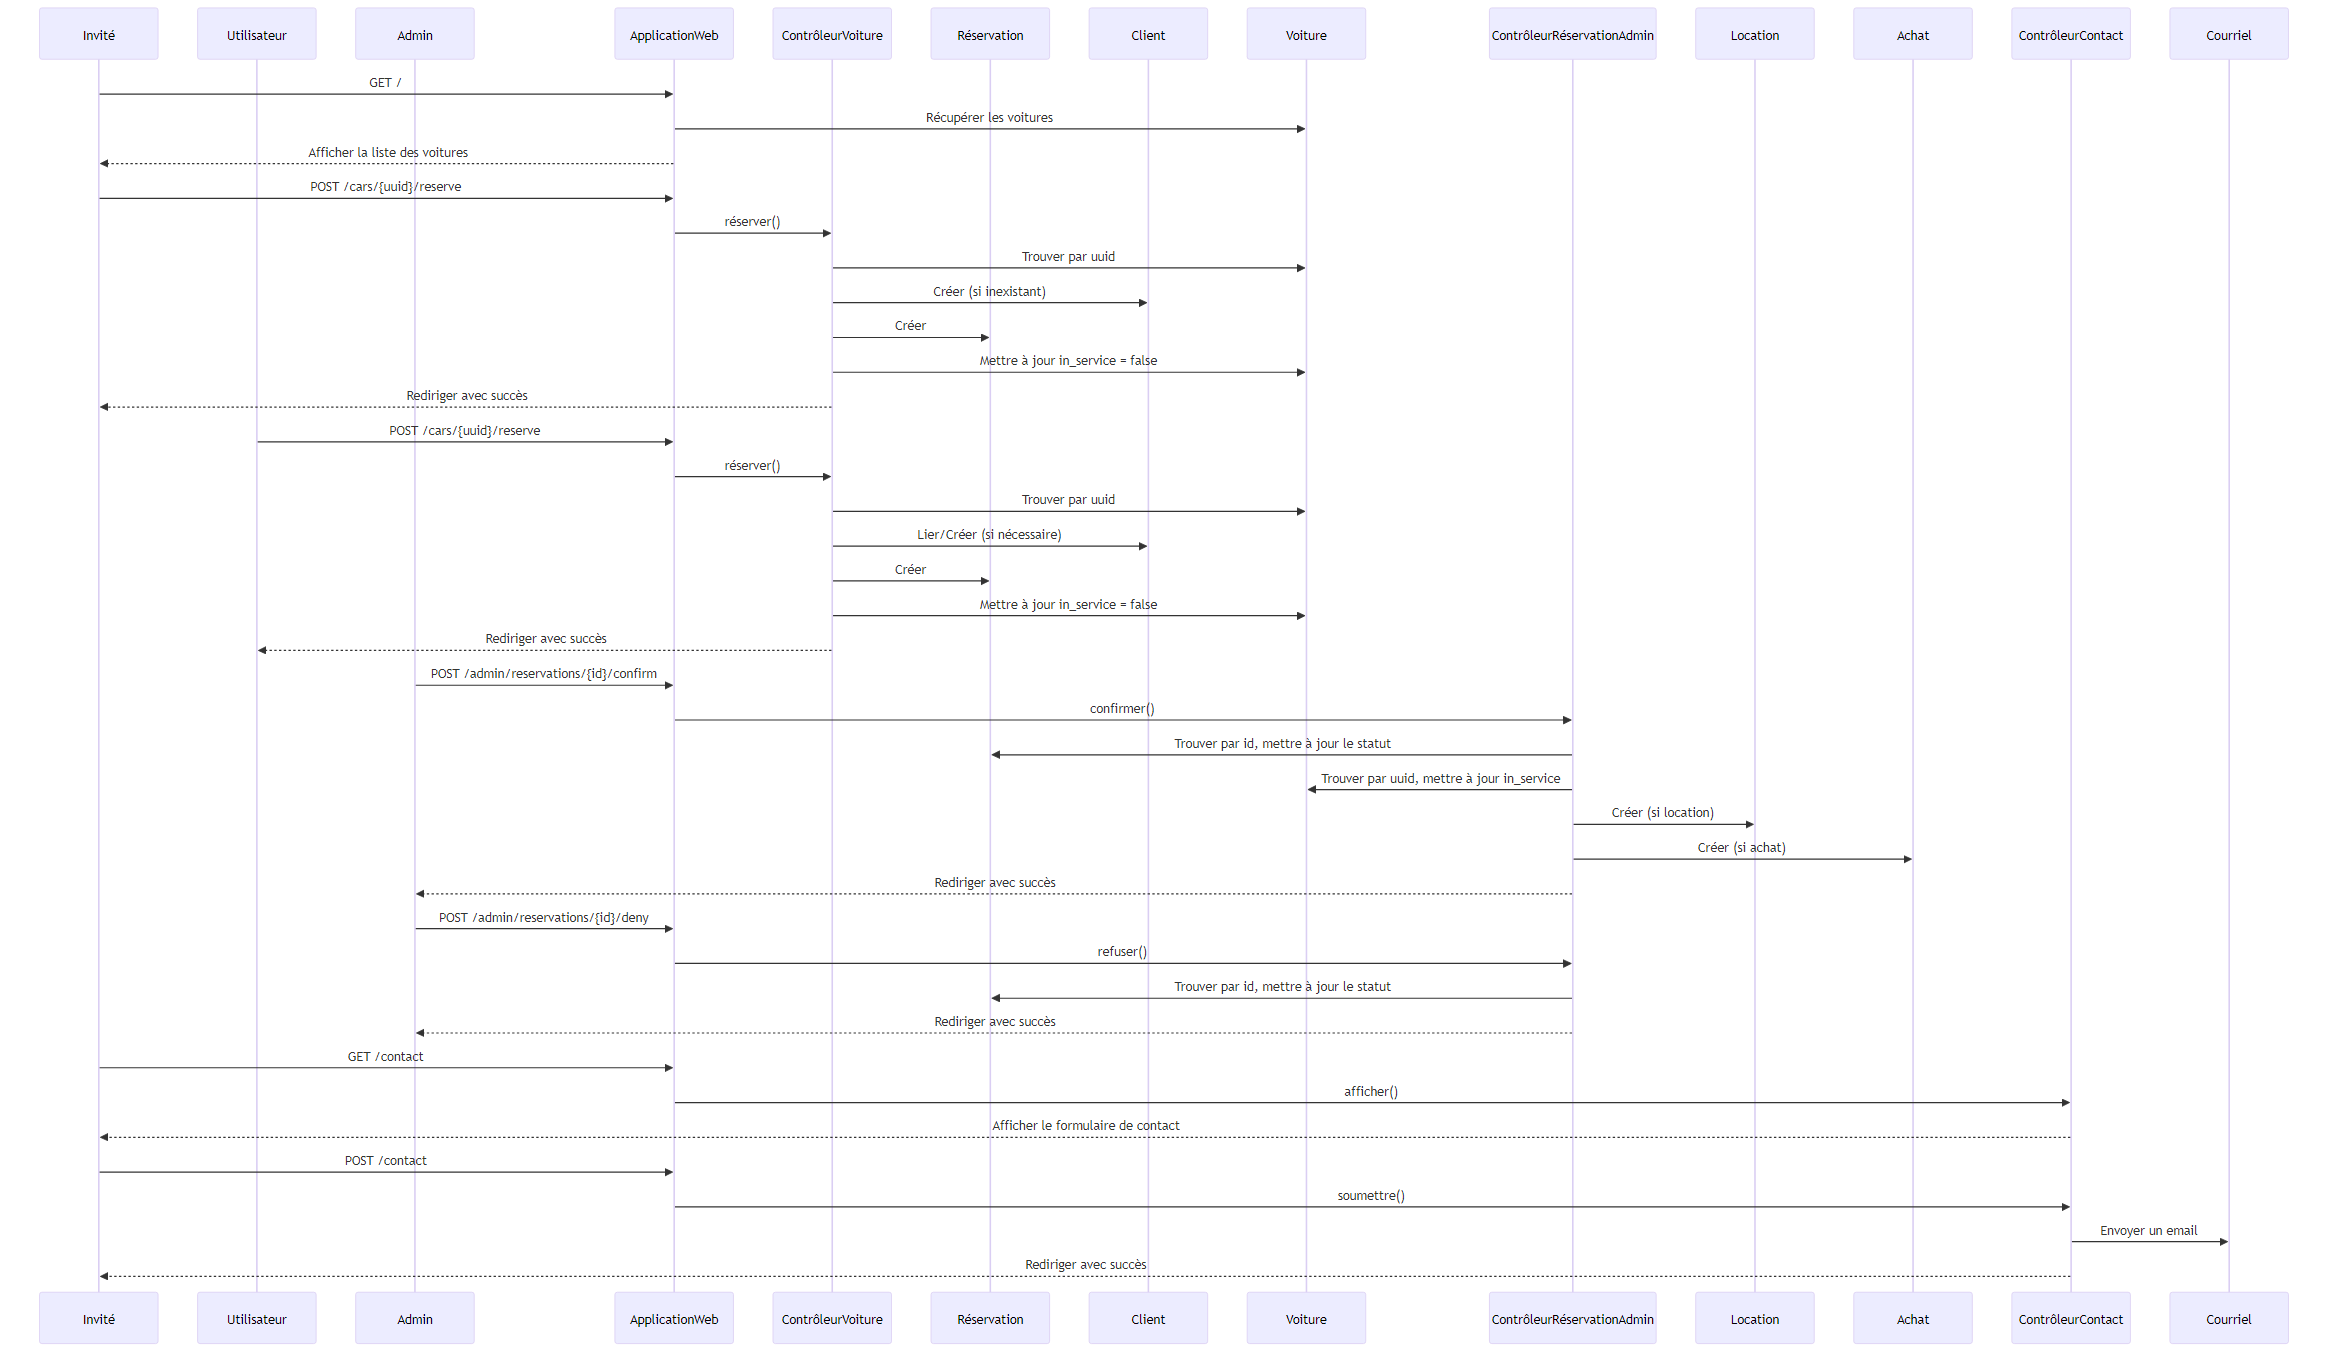 Invité
Utilisateur
Admin
ApplicationWeb
ContrôleurVoiture
Réservation
Client
Voiture
ContrôleurRéservationAdmin
Location
Achat
ContrôleurContact
Courriel
GET /
Récupérer les voitures
Afficher la liste des voitures
POST /cars/{uuid}/reserve
réserver()
Trouver par uuid
Créer (si inexistant)
Créer
Mettre à jour in_service = false
Rediriger avec succès
POST /cars/{uuid}/reserve
réserver()
Trouver par uuid
Lier/Créer (si nécessaire)
Créer
Mettre à jour in_service = false
Rediriger avec succès
POST /admin/reservations/{id}/confirm
confirmer()
Trouver par id, mettre à jour le statut
Trouver par uuid, mettre à jour in_service
Créer (si location)
Créer (si achat)
Rediriger avec succès
POST /admin/reservations/{id}/deny
refuser()
Trouver par id, mettre à jour le statut
Rediriger avec succès
GET /contact
afficher()
Afficher le formulaire de contact
POST /contact
soumettre()
Envoyer un email
Rediriger avec succès
Invité
Utilisateur
Admin
ApplicationWeb
ContrôleurVoiture
Réservation
Client
Voiture
ContrôleurRéservationAdmin
Location
Achat
ContrôleurContact
Courriel